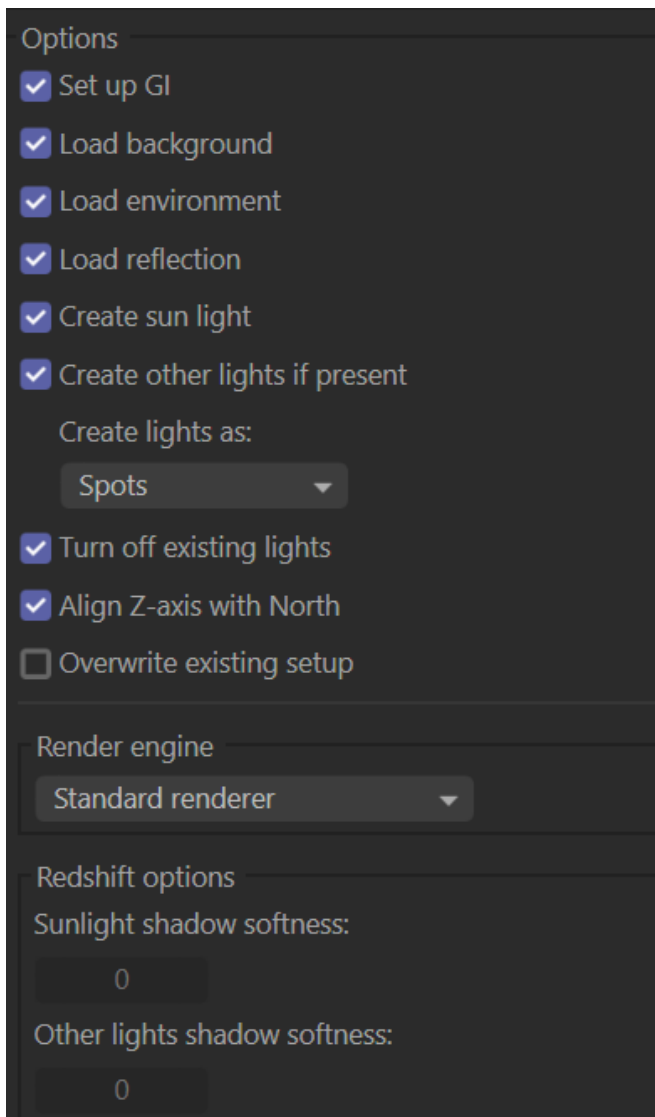 Options
Set up GI
Load background
Load environment
Load reflection
Create sun light
Create other lights if present
Create lights as:
Spots
Turn off existing lights
Align Z-axis with North
Overwrite existing setup
Render engine
Standard renderer
Redshift options
Sunlight shadow softness:
0
Other lights shadow softness:
0